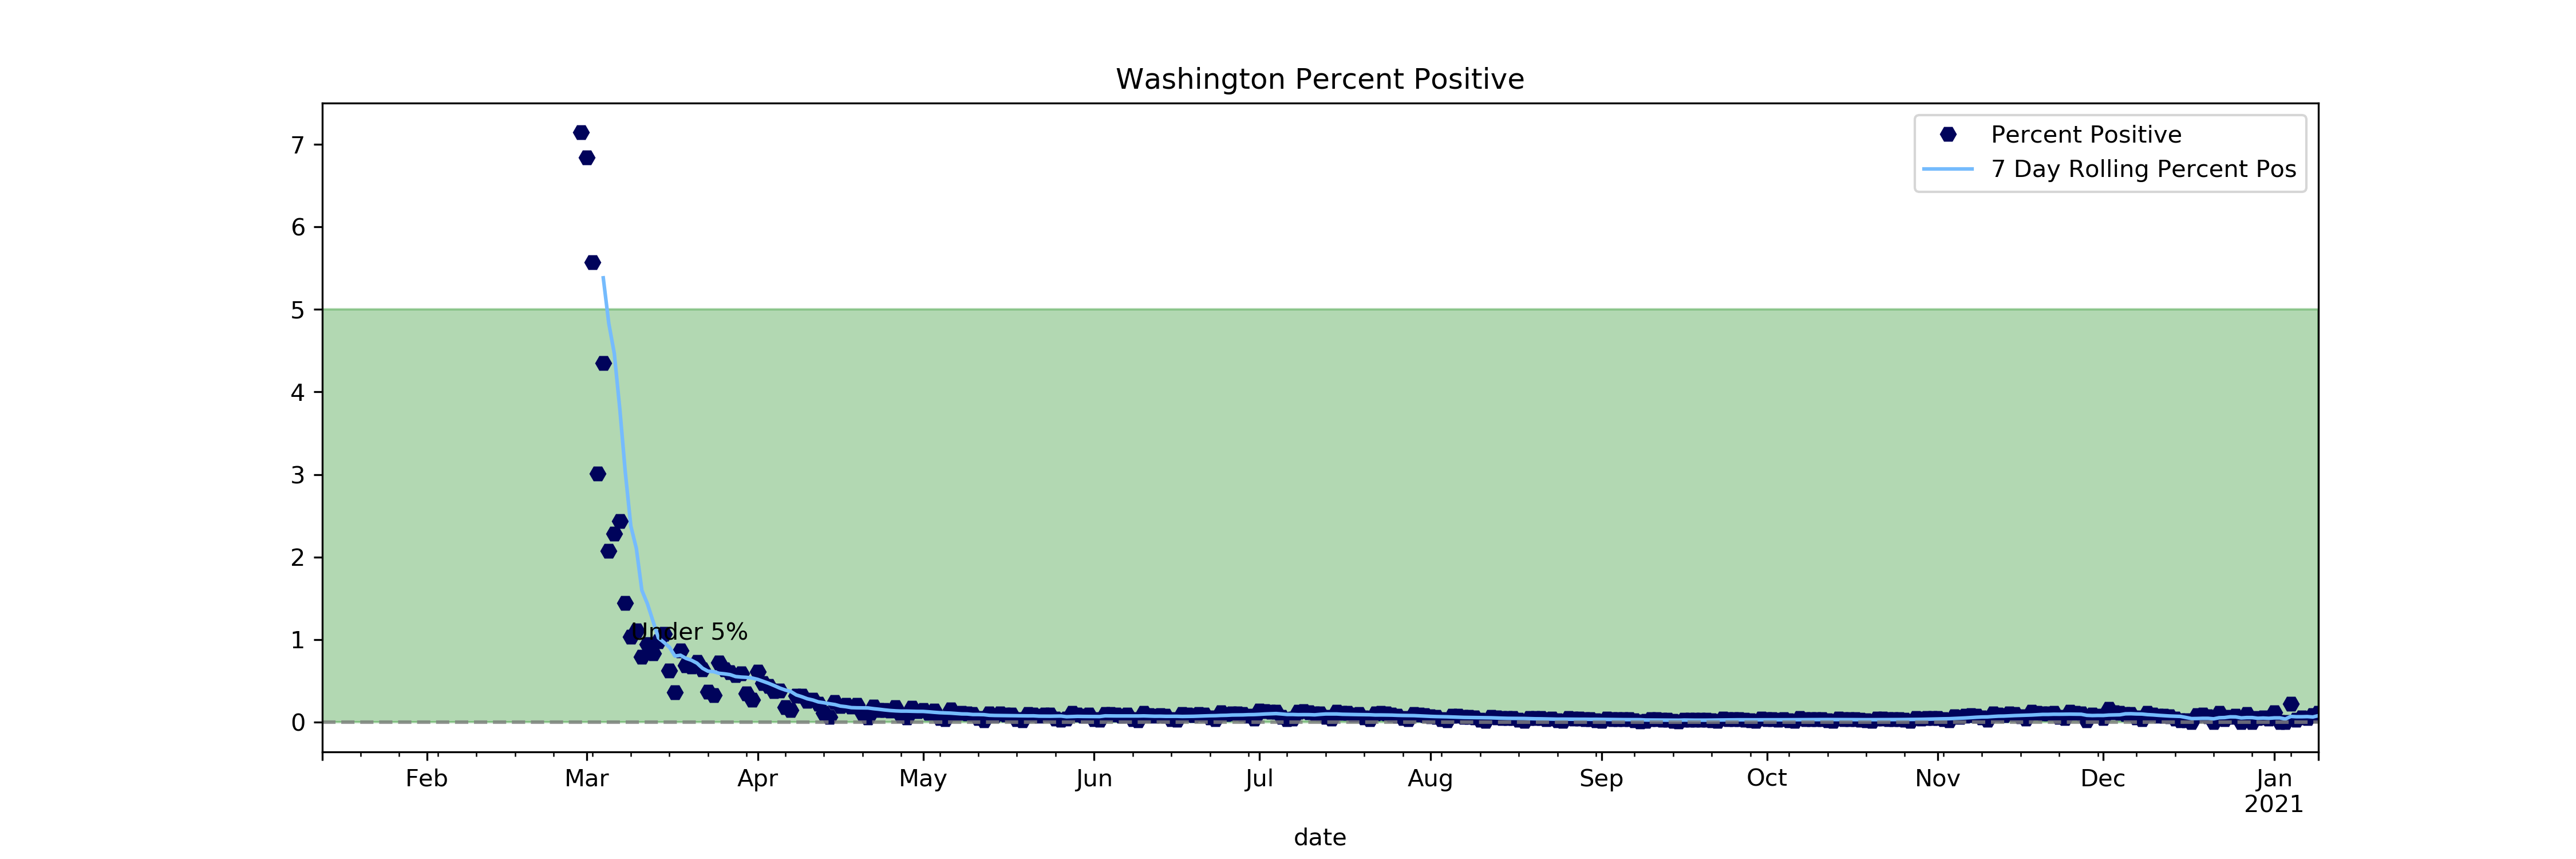 Washington Percent Positive
Percent Positive
7 Day Rolling Percent Pos
7
6
5
4
3
2
1
0
Under 5%
Feb Mar Apr May Jun Jul Aug Sep Oct Nov Dec Jan
2021
date